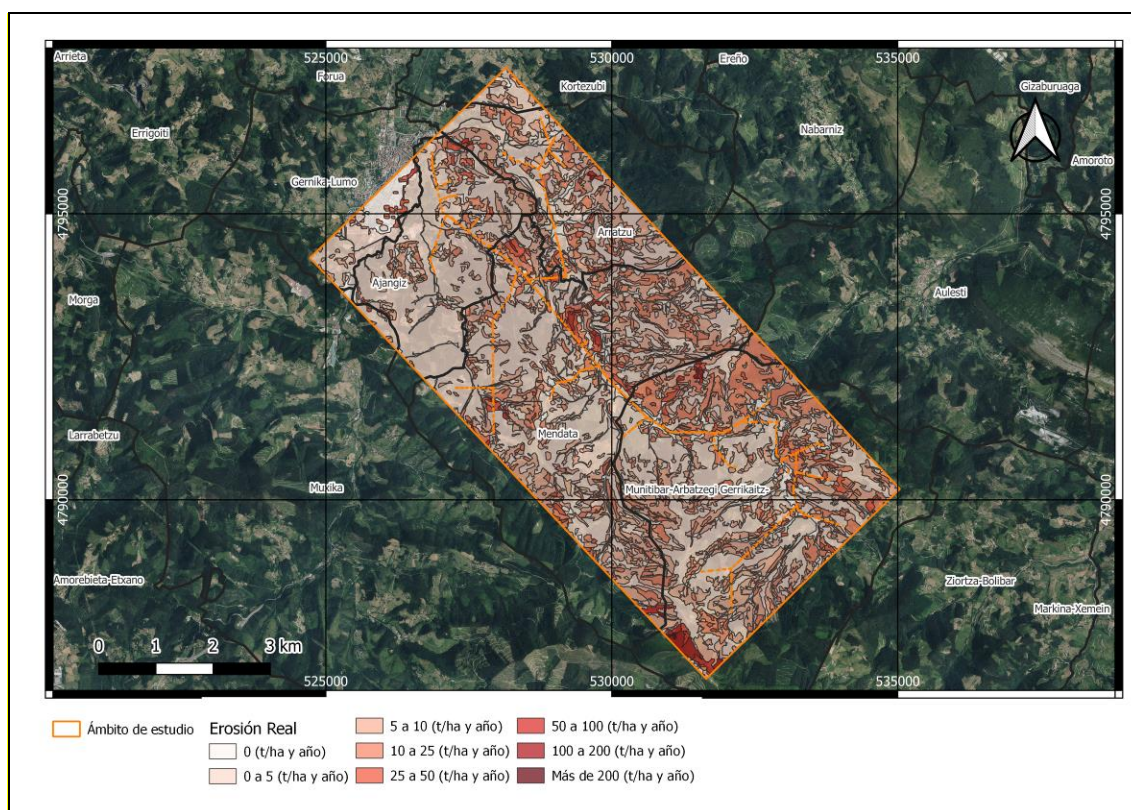 525000
530000
535000
Arrieta
Forua
Kortezubi
Ereño
Gizaburuaga
Errigoiti
Nabarniz
Amoroto
Gernika-Lumo
4795000
4795000
Arratzu
Ajangiz
Morga
Aulesti
Larrabetzu
Mendata
Muxika
Munitibar-Arbatzegi Gerrikaitz-
4790000
4790000
Amorebieta-Etxano
Ziortza-Bolibar
Markina-Xemein
0 1 2 3 km
525000
530000
535000
Ámbito de estudio
Erosión Real
0 (t/ha y año)
0 a 5 (t/ha y año)
5 a 10 (t/ha y año)
10 a 25 (t/ha y año)
25 a 50 (t/ha y año)
50 a 100 (t/ha y año)
100 a 200 (t/ha y año)
Más de 200 (t/ha y año)